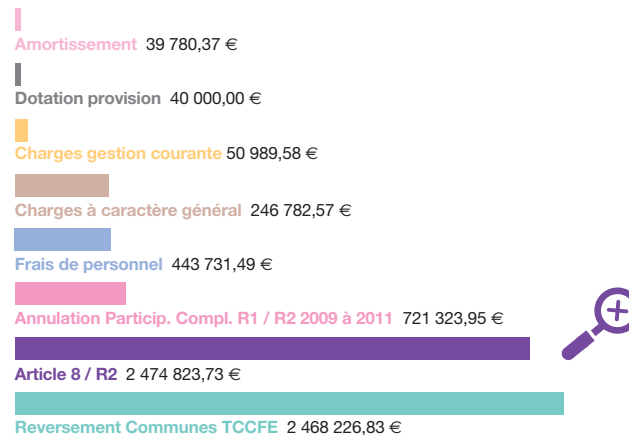 Amortissement 39 780,37 €
Dotation provision 40 000,00 €
Charges gestion courante 50 989,58 €
Charges à caractère général 246 782,57 €
Frais de personnel 443 731,49 €
Annulation Particip. Compl. R1 / R2 2009 à 2011 721 323,95 €
Article 8 / R2 2 474 823,73 €
Reversement Communes TCCFE 2 468 226,83 €